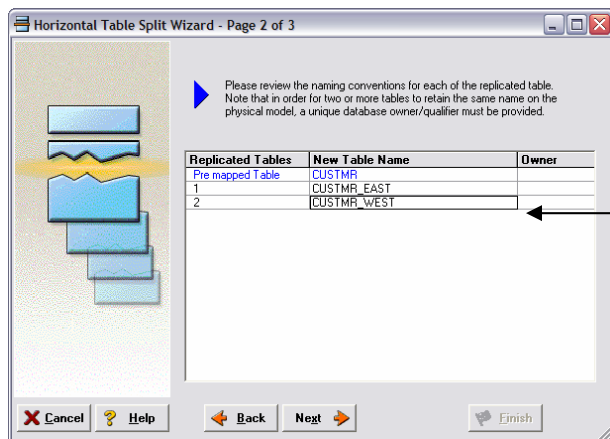 Horizontal Table Split Wizard - Page 2 of 3
Please review the naming conventions for each of the replicated table.
Note that in order for two or more tables to retain the same name on the
physical model, a unique database owner/qualifier must be provided.
Replicated Tables New Table Name Owner
Pre mapped Table CUSTMR
1 CUSTMR_EAST
2 CUSTMR_WEST
Cancel Help Back Next Finish